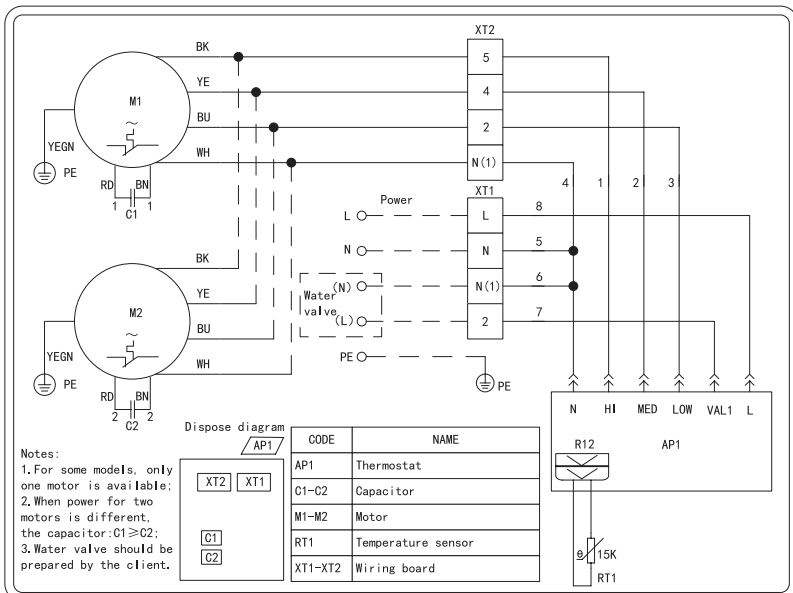 XT2
BK
5
YE
4
M1
BU
2
WH
N(1)
YEGN
PE
RD
BN
1
C1
1
4
1
2
3
XT1
Power
L
L
8
N
N
5
BK
(N)
N(1)
6
Water
valve
YE
(L)
2
7
M2
BU
PE
PE
WH
YEGN
PE
N
HI
MED
LOW
VAL1
L
RD
BN
2
C2
2
R12
AP1
Dispose diagram
AP1
XT2
XT1
C1
C2
CODE
NAME
AP1
Thermostat
C1-C2
Capacitor
M1-M2
Motor
RT1
Temperature sensor
XT1-XT2
Wiring board
θ
15K
RT1
Notes:
1.For some models, only
one motor is available;
2.When power for two
motors is different,
the capacitor:C1≥C2;
3.Water valve should be
prepared by the client.